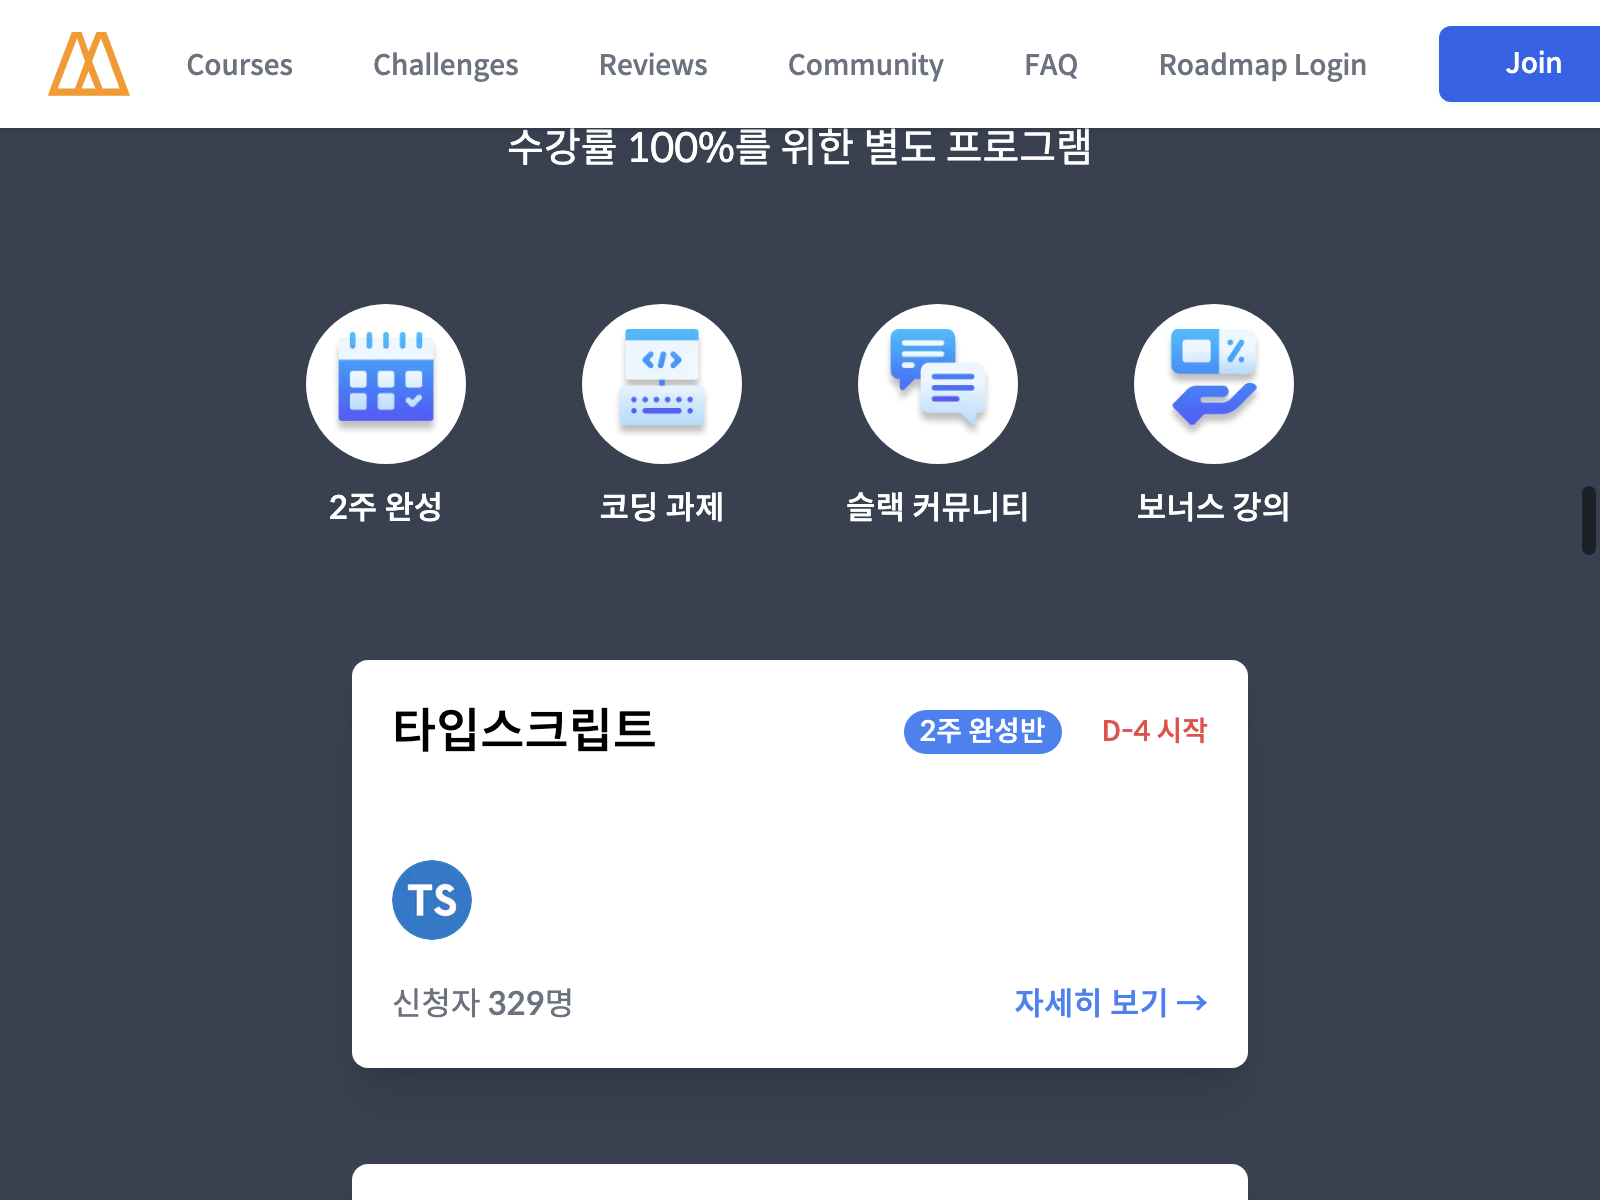 Courses Challenges Reviews Community FAQ Roadmap Login Join
수강률 100%를 위한 별도 프로그램
2주 완성 코딩 과제 슬랙 커뮤니티 보너스 강의
타입스크립트 2주 완성반 D-4 시작
TS
신청자 329명 자세히 보기 →